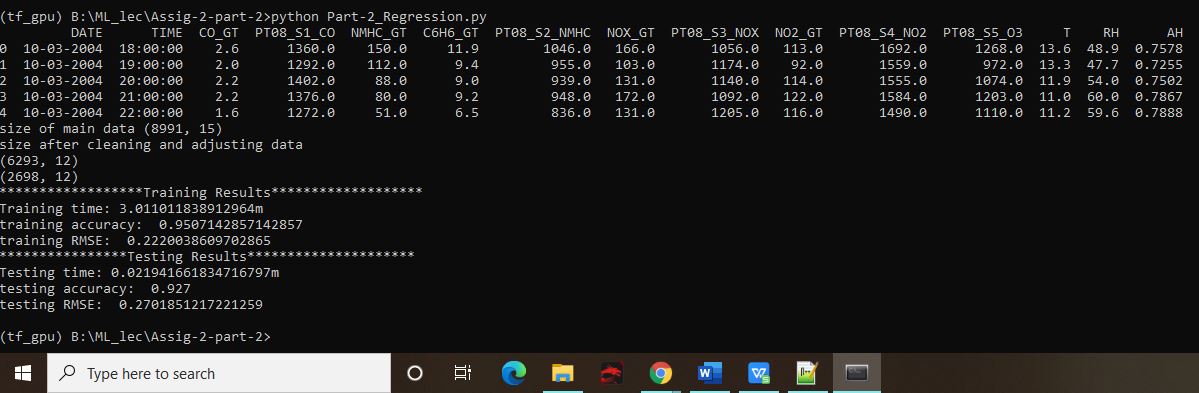 (tf_gpu) B:\ML_lec\Assig-2-part-2>python Part-2_Regression.py
DATE TIME CO_GT PT08_S1_CO NMHC_GT C6H6_GT PT08_S2_NMHC NOX_GT PT08_S3_NOX NO2_GT PT08_S4_NO2 PT08_S5_O3 T RH AH
0 10-03-2004 18:00:00 2.6 1360.0 150.0 11.9 1046.0 166.0 1056.0 113.0 1692.0 1268.0 13.6 48.9 0.7578
1 10-03-2004 19:00:00 2.0 1292.0 112.0 9.4 955.0 103.0 1174.0 92.0 1559.0 972.0 13.3 47.7 0.7255
2 10-03-2004 20:00:00 2.2 1402.0 88.0 9.0 939.0 131.0 1140.0 114.0 1555.0 1074.0 11.9 54.0 0.7502
3 10-03-2004 21:00:00 2.2 1376.0 80.0 9.2 948.0 172.0 1092.0 122.0 1584.0 1203.0 11.0 60.0 0.7867
4 10-03-2004 22:00:00 1.6 1272.0 51.0 6.5 836.0 131.0 1205.0 116.0 1490.0 1110.0 11.2 59.6 0.7888
size of main data (8991, 15)
size after cleaning and adjusting data
(6293, 12)
(2698, 12)
******************Training Results*******************
Training time: 3.011011838912964m
training accuracy:  0.9507142857142857
training RMSE:  0.2220038609702865
****************Testing Results*********************
Testing time: 0.021941661834716797m
testing accuracy:  0.927
testing RMSE:  0.2701851217221259
(tf_gpu) B:\ML_lec\Assig-2-part-2>
Type here to search